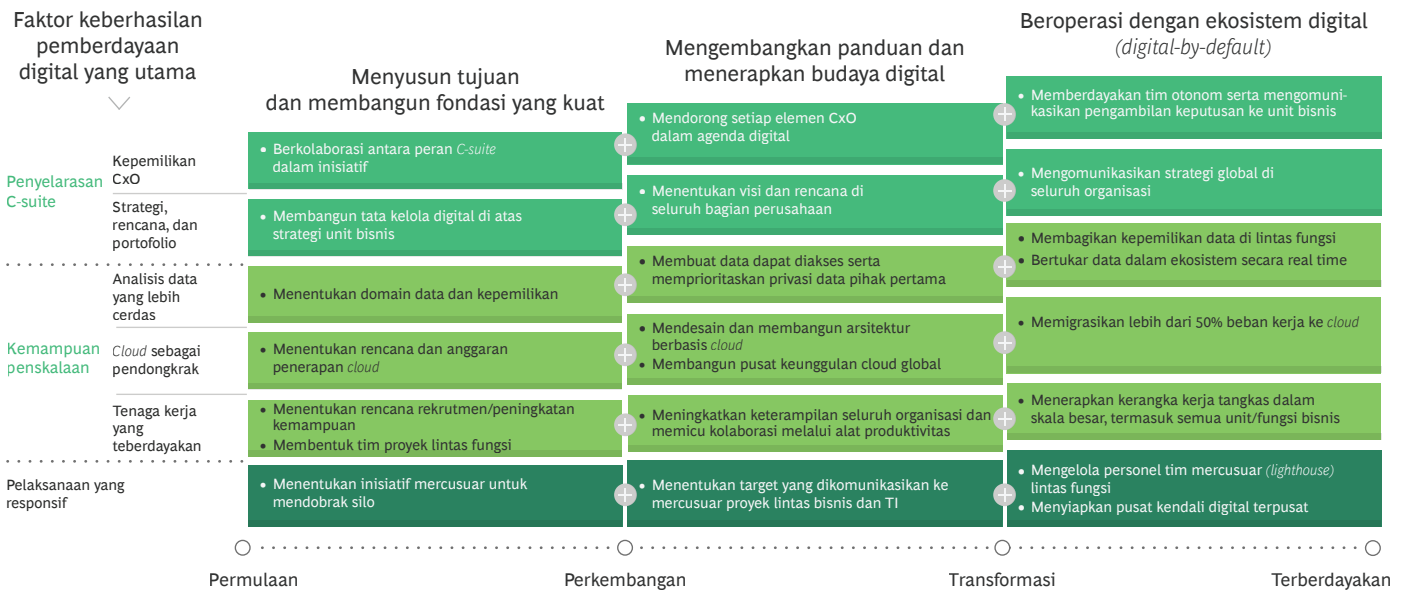 Faktor keberhasilan
pemberdayaan
digital yang utama
Menyusun tujuan
dan membangun fondasi yang kuat
Mengembangkan panduan dan
menerapkan budaya digital
Beroperasi dengan ekosistem digital
(digital-by-default)
Penyelarasan
C-suite
Kepemilikan
CxO
• Berkolaborasi antara peran C-suite
dalam inisiatif
• Mendorong setiap elemen CxO
dalam agenda digital
• Memberdayakan tim otonom serta mengomuni-
kasikan pengambilan keputusan ke unit bisnis
Strategi,
rencana, dan
portofolio
• Membangun tata kelola digital di atas
strategi unit bisnis
• Menentukan visi dan rencana di
seluruh bagian perusahaan
• Mengomunikasikan strategi global di
seluruh organisasi
Kemampuan
penskalaan
Analisis data
yang lebih
cerdas
• Menentukan domain data dan kepemilikan
• Membuat data dapat diakses serta
memprioritaskan privasi data pihak pertama
• Membagikan kepemilikan data di lintas fungsi
• Bertukar data dalam ekosistem secara real time
Cloud sebagai
pendongkrak
• Menentukan rencana dan anggaran
penerapan cloud
• Mendesain dan membangun arsitektur
berbasis cloud
• Membangun pusat keunggulan cloud global
• Memigrasikan lebih dari 50% beban kerja ke cloud
Tenaga kerja
yang
teberdayakan
• Menentukan rencana rekrutmen/peningkatan
kemampuan
• Membentuk tim proyek lintas fungsi
• Meningkatkan keterampilan seluruh organisasi dan
memicu kolaborasi melalui alat produktivitas
• Menerapkan kerangka kerja tangkas dalam
skala besar, termasuk semua unit/fungsi bisnis
Pelaksanaan yang
responsif
• Menentukan inisiatif mercusuar untuk
mendobrak silo
• Menentukan target yang dikomunikasikan ke
mercusuar proyek lintas bisnis dan TI
• Mengelola personel tim mercusuar (lighthouse)
lintas fungsi
• Menyiapkan pusat kendali digital terpusat
Permulaan
Perkembangan
Transformasi
Terberdayakan